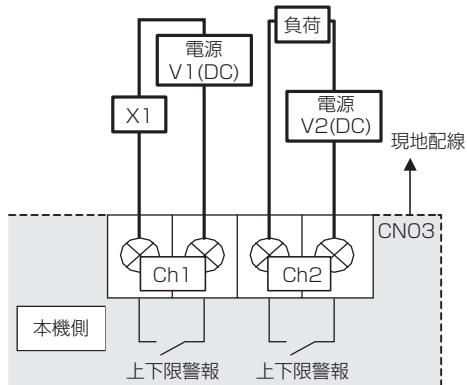 負荷
電源
V1(DC)
電源
V2(DC)
X1
現地配線
CN03
Ch1
Ch2
本機側
上下限警報
上下限警報